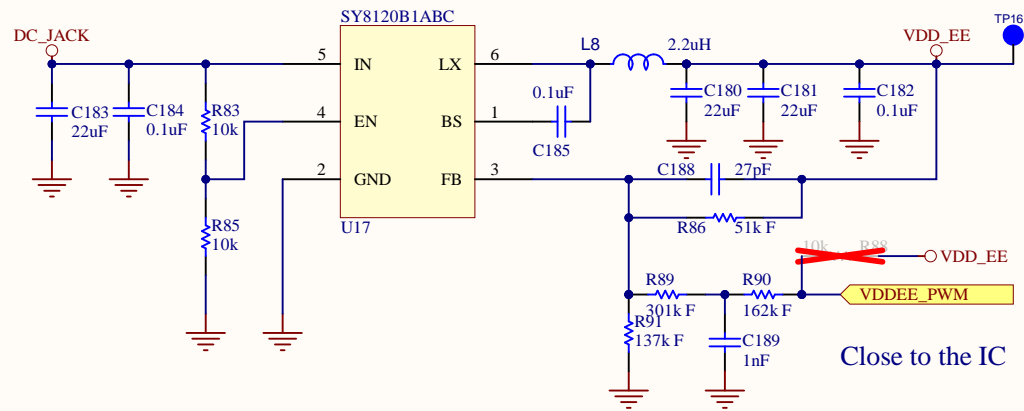 SY8120B1ABC
TP16
DC_JACK
VDD_EE
L8
2.2uH
5
IN
LX
6
C183
22uF
C184
0.1uF
R83
10k
0.1uF
C180
22uF
C181
22uF
C182
0.1uF
4
EN
BS
1
C185
2
GND
FB
3
C188
27pF
R85
10k
U17
R86
51k F
10k
R88
VDD_EE
R89
301k F
R90
162k F
VDDEE_PWM
R91
137k F
C189
1nF
Close to the IC